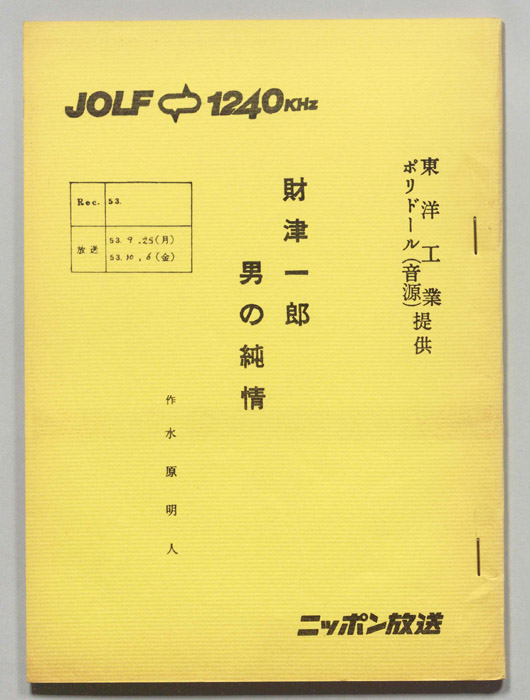 JOLF 1240KHz
東洋工業
ポリドール(音源)提供
財津一郎
男の純情
作 水原明人
Rec. 53.
放送 53. 9. 25(月)
53. 10. 6(金)
ニッポン放送